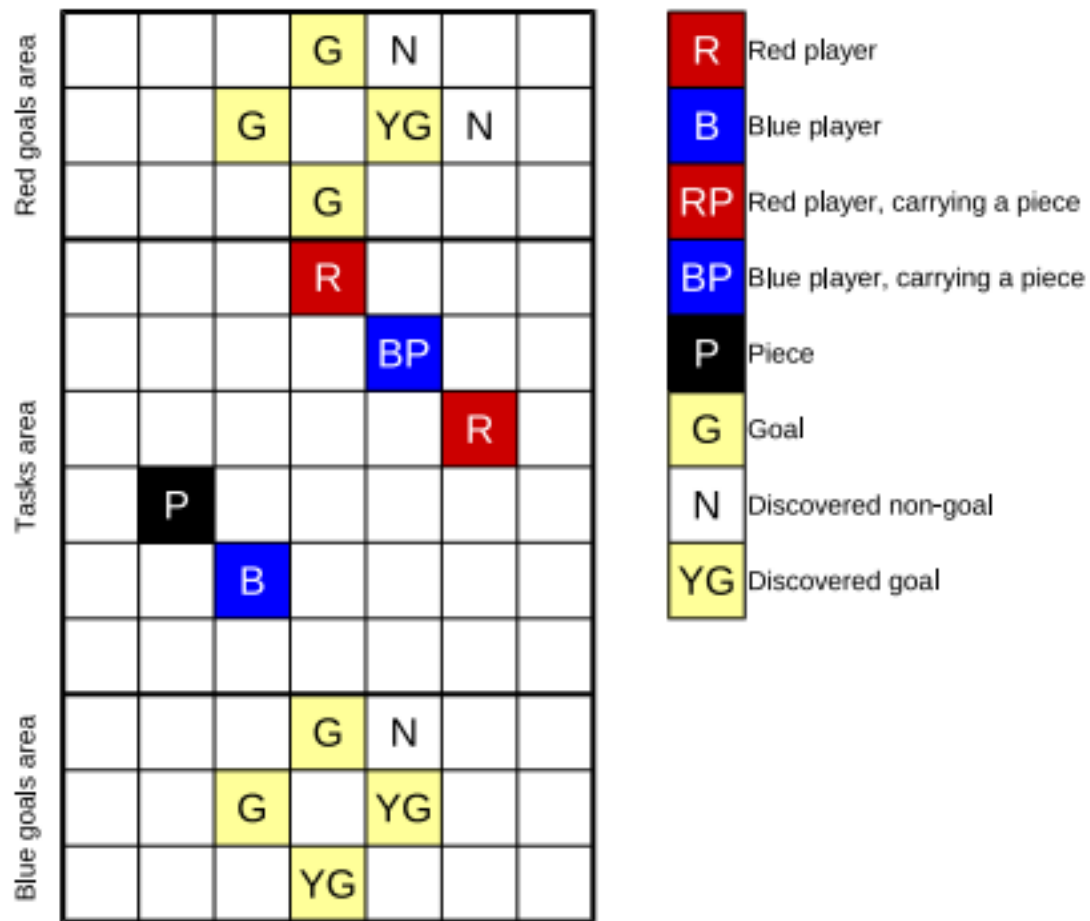 Red goals area
G N
G YG N
G
Tasks area
R
BP
R
P
B
Blue goals area
G N
G YG
YG
R Red player
B Blue player
RP Red player, carrying a piece
BP Blue player, carrying a piece
P Piece
G Goal
N Discovered non-goal
YG Discovered goal